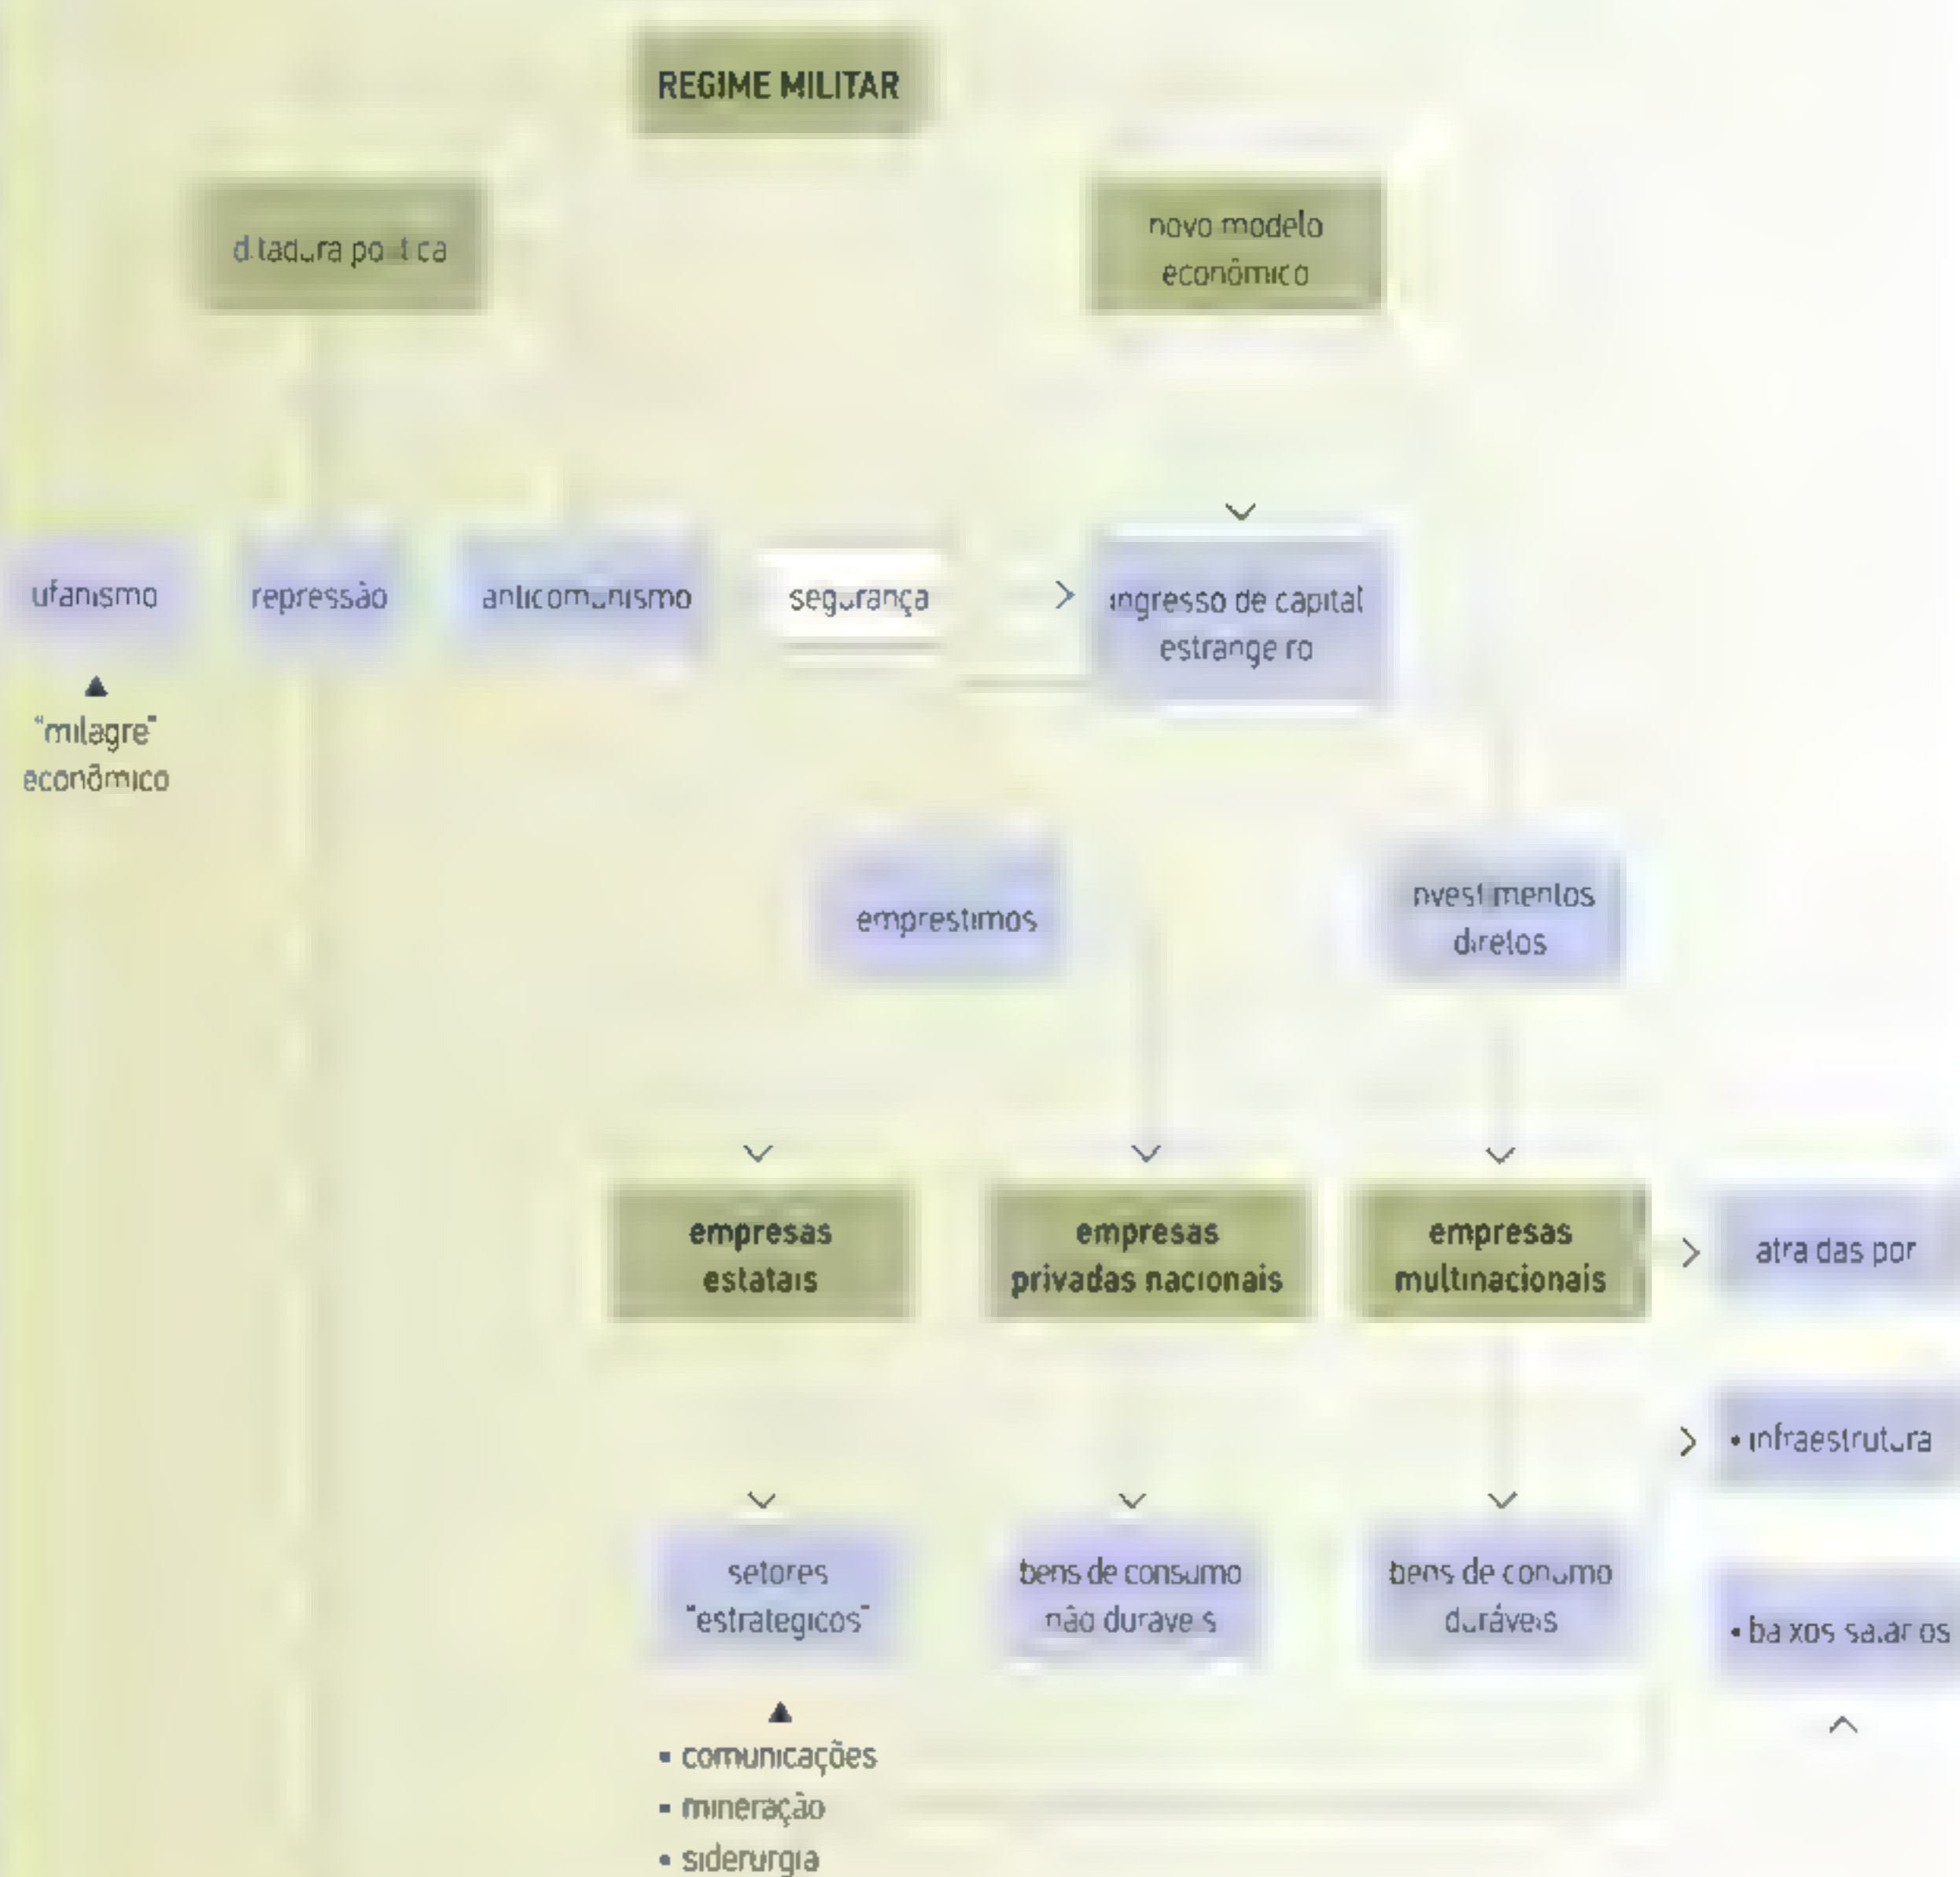 REGIME MILITAR
ditadura política
novo modelo
econômico
ufanismo
repressão
anticomunismo
segurança
ingresso de capital
estrangeiro
"milagre"
econômico
empréstimos
investimentos
diretos
empresas
estatais
empresas
privadas nacionais
empresas
multinacionais
atraídas por
• infraestrutura
setores
"estratégicos"
bens de consumo
não duráveis
bens de conumo
duráveis
• baixos salários
▪ comunicações
▪ mineração
• siderurgia